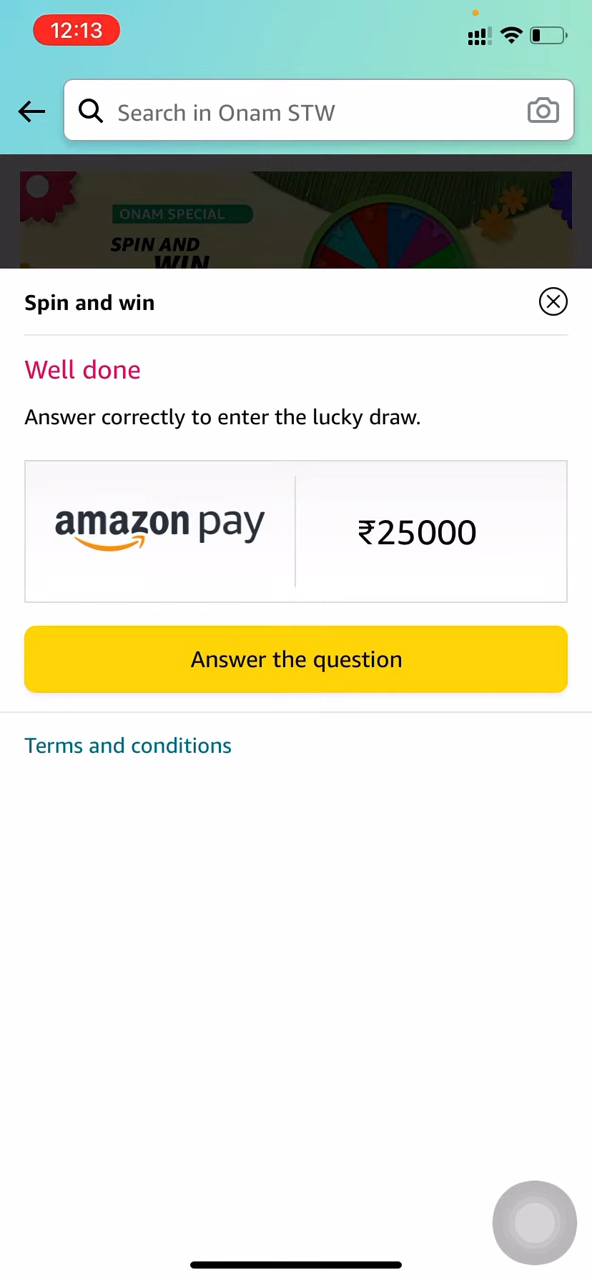 12:13
Search in Onam STW
ONAM SPECIAL
SPIN AND
WIN
Spin and win
Well done
Answer correctly to enter the lucky draw.
amazon pay
₹25000
Answer the question
Terms and conditions